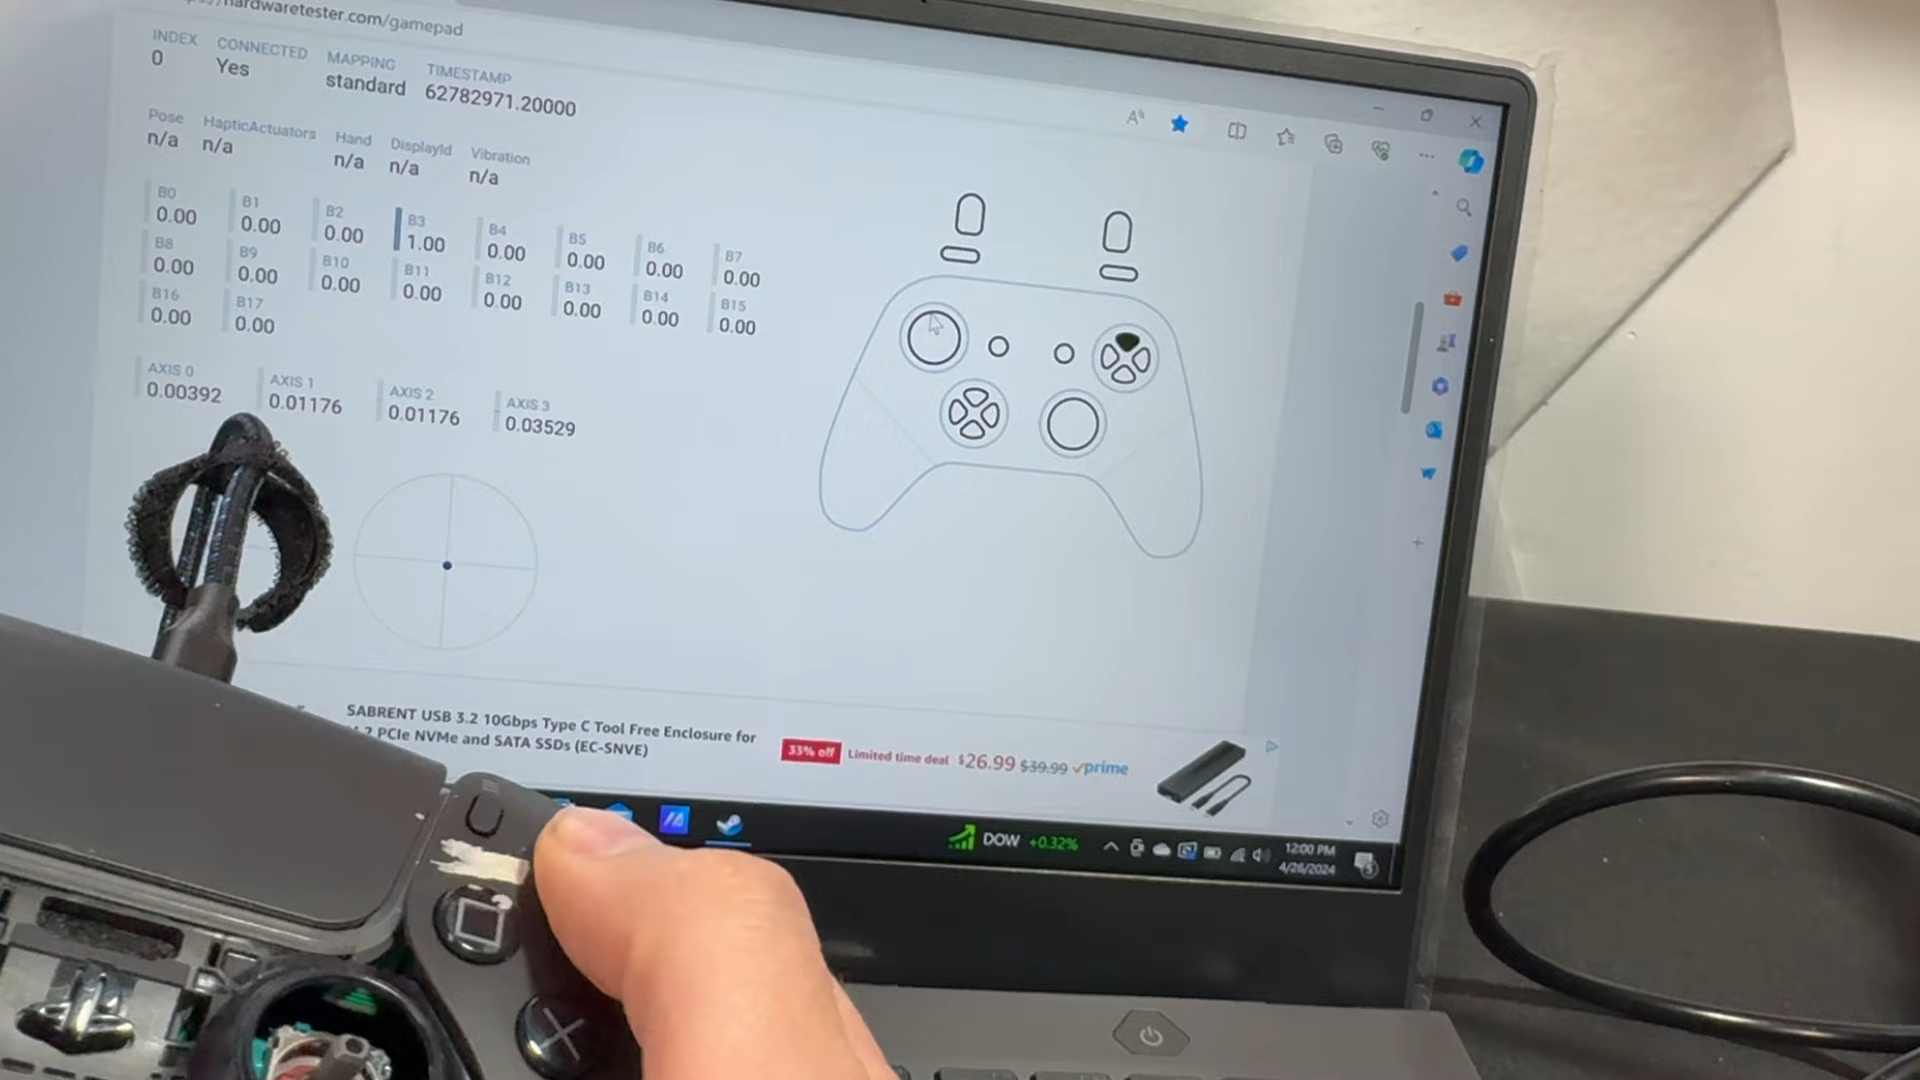 hardwaretester.com/gamepad
INDEX CONNECTED MAPPING TIMESTAMP
0 Yes standard 62782971.20000
Pose HapticActuators Hand DisplayId Vibration
n/a n/a n/a n/a n/a
B0 B1 B2 B3 B4 B5 B6 B7
0.00 0.00 0.00 1.00 0.00 0.00 0.00 0.00
B8 B9 B10 B11 B12 B13 B14 B15
0.00 0.00 0.00 0.00 0.00 0.00 0.00 0.00
B16 B17
0.00 0.00
AXIS 0 AXIS 1 AXIS 2 AXIS 3
0.00392 0.01176 0.01176 0.03529
SABRENT USB 3.2 10Gbps Type C Tool Free Enclosure for
PCIe NVMe and SATA SSDs (EC-SNVE)
33% off Limited time deal $26.99 $39.99 prime
DOW +0.32%
12:00 PM
4/26/2024